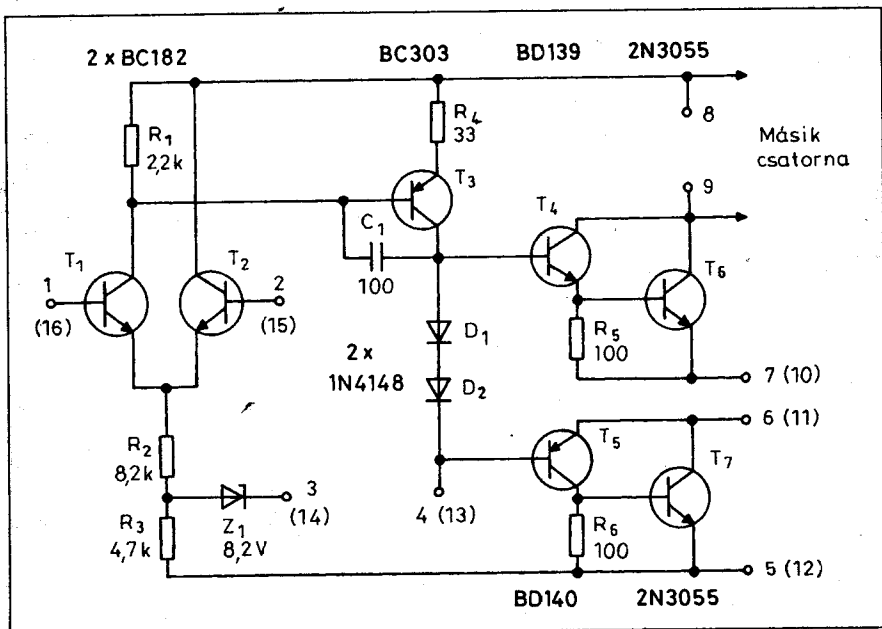 2 x BC182
BC303
BD139
2N3055
R₁
2,2k
R₄
33
8
Másik
csatorna
T₃
9
T₄
C₁
100
T₁
T₂
1
(16)
2
(15)
T₆
D₁
R₅
100
2 x
1N4148
D₂
7 (10)
6 (11)
T₅
R₂
8,2k
T₇
3
(14)
4 (13)
R₃
4,7k
Z₁
8,2V
R₆
100
5 (12)
BD140
2N3055